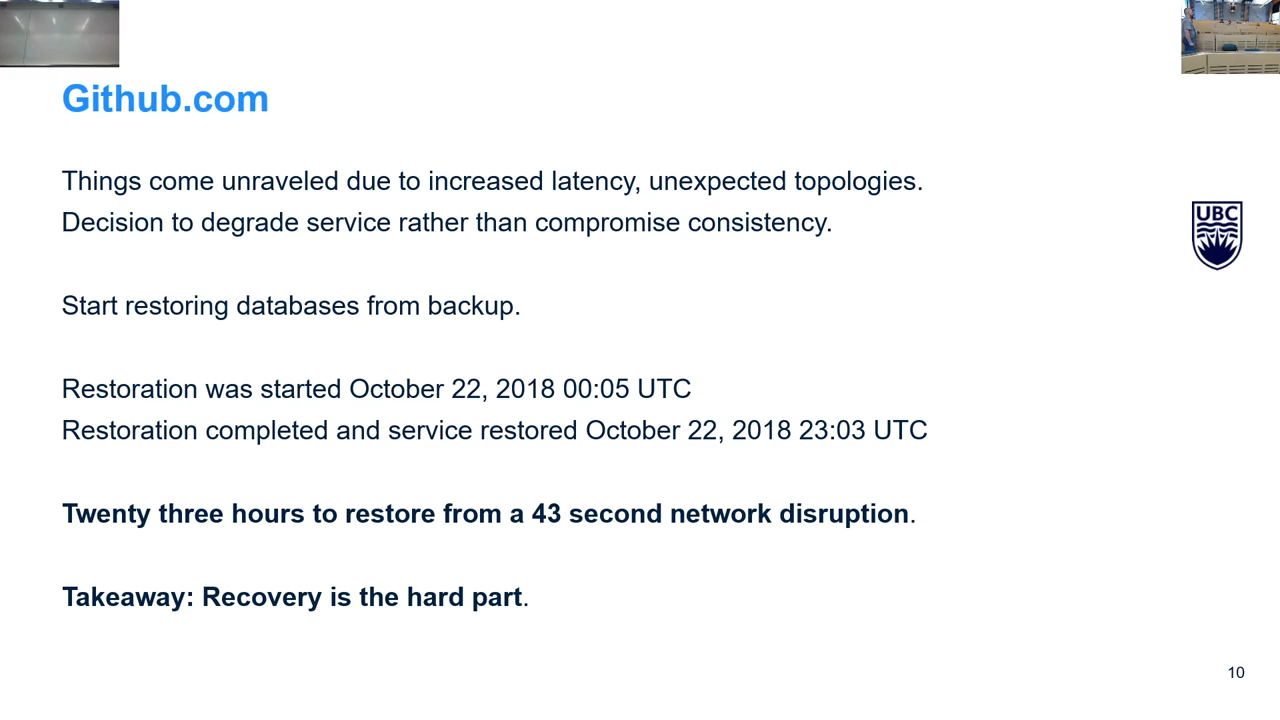 Github.com
Things come unraveled due to increased latency, unexpected topologies.
Decision to degrade service rather than compromise consistency.
UBC
Start restoring databases from backup.
Restoration was started October 22, 2018 00:05 UTC
Restoration completed and service restored October 22, 2018 23:03 UTC
Twenty three hours to restore from a 43 second network disruption.
Takeaway: Recovery is the hard part.
10